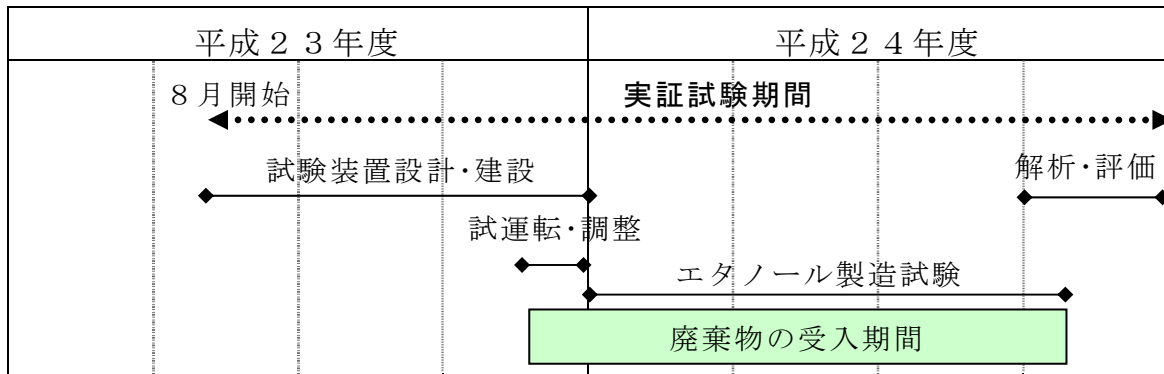 平成２３年度
平成２４年度
８月開始
実証試験期間
試験装置設計・建設
解析・評価
試運転・調整
エタノール製造試験
廃棄物の受入期間